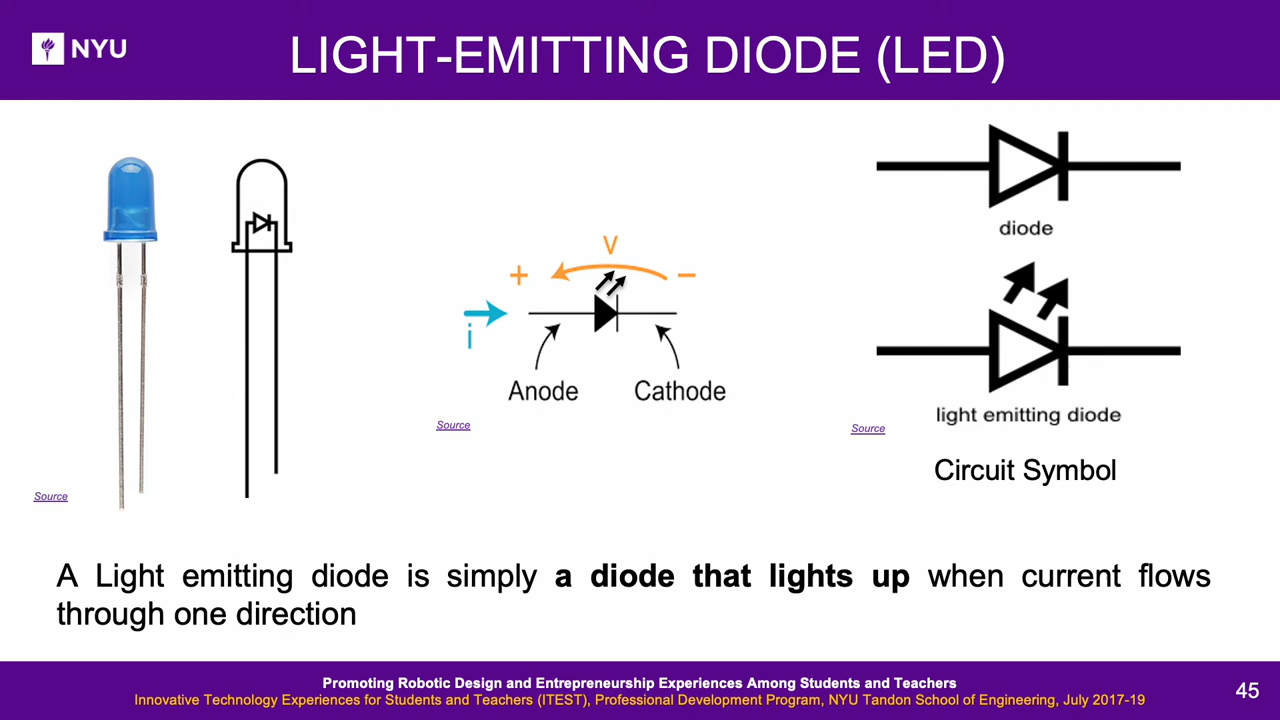 NYU
LIGHT-EMITTING DIODE (LED)
Source
V
+
−
i
Anode
Cathode
Source
diode
light emitting diode
Source
Circuit Symbol
A Light emitting diode is simply a diode that lights up when current flows
through one direction
Promoting Robotic Design and Entrepreneurship Experiences Among Students and Teachers
Innovative Technology Experiences for Students and Teachers (ITEST), Professional Development Program, NYU Tandon School of Engineering, July 2017-19
45